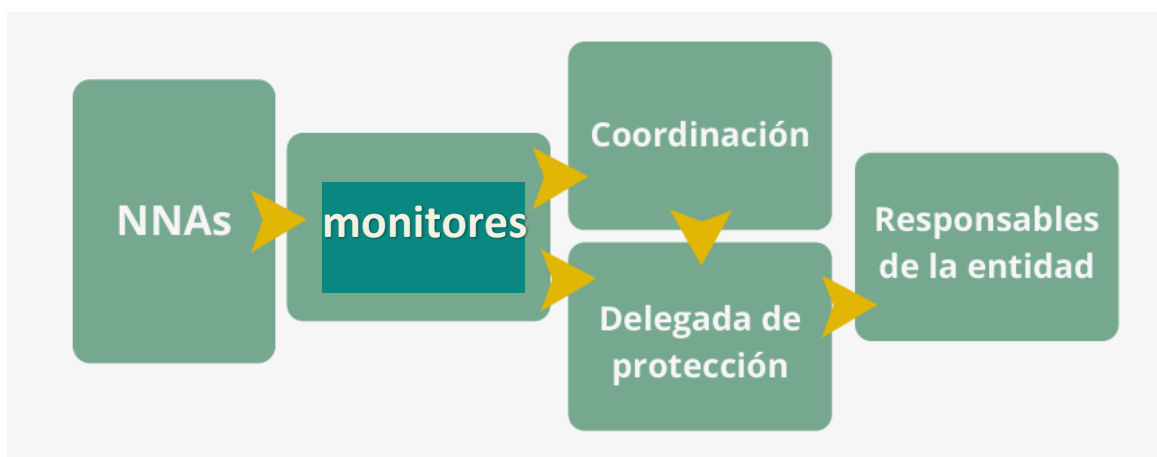 NNAs
monitores
Coordinación
Delegada de
protección
Responsables
de la entidad